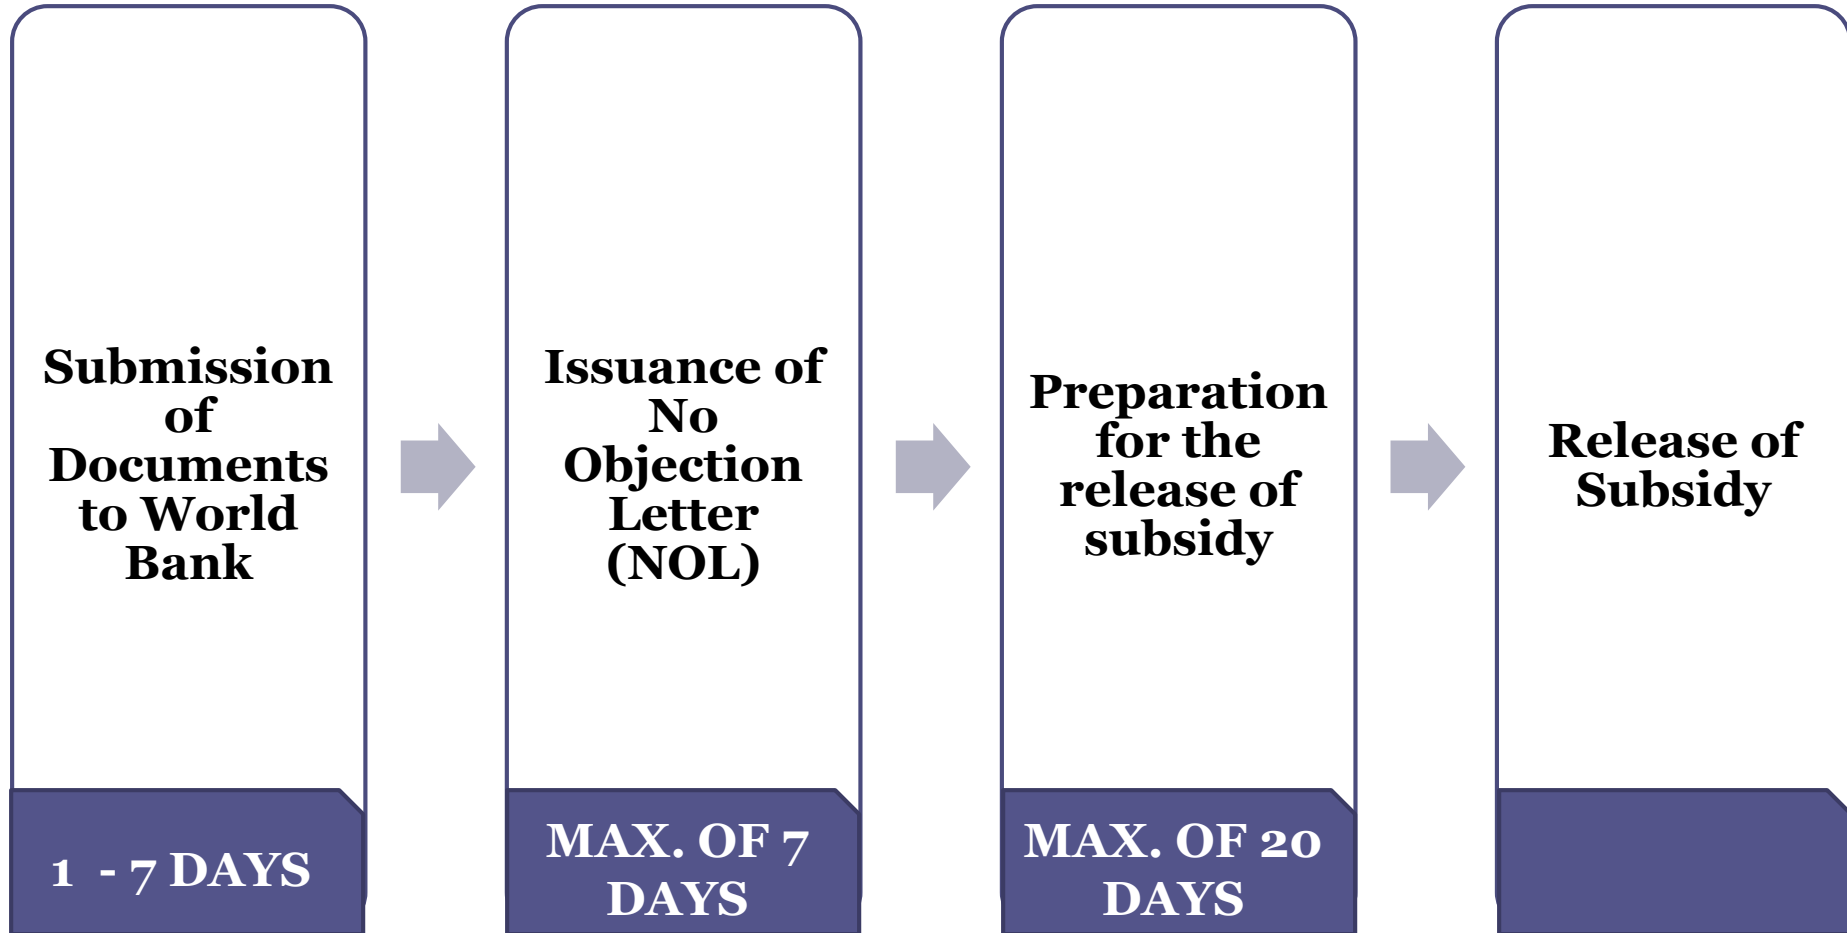 Submission
of
Documents
to World
Bank
1 - 7 DAYS
Issuance of
No
Objection
Letter
(NOL)
MAX. OF 7
DAYS
Preparation
for the
release of
subsidy
MAX. OF 20
DAYS
Release of
Subsidy